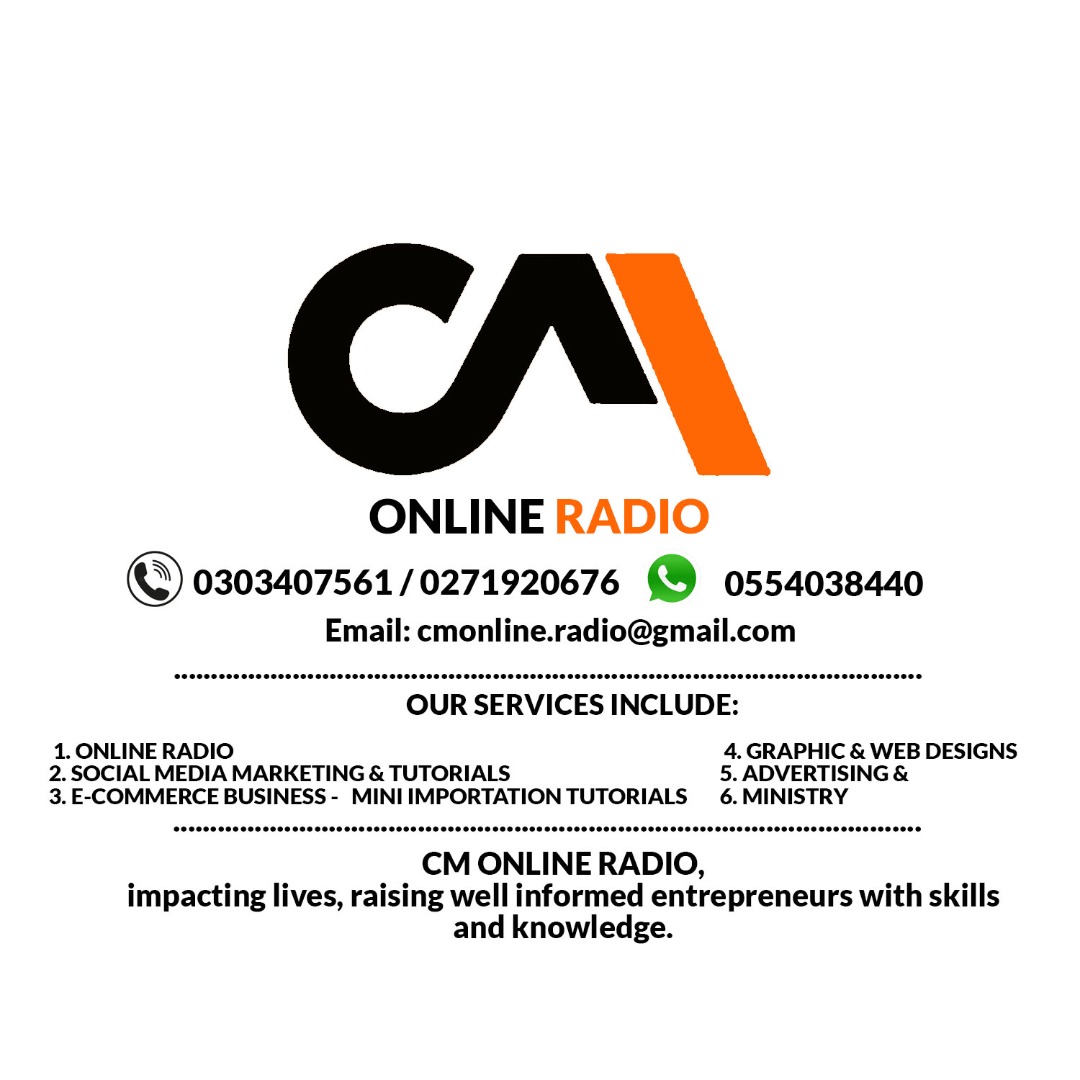 CM
ONLINE RADIO
0303407561 / 0271920676 0554038440
Email: cmonline.radio@gmail.com
OUR SERVICES INCLUDE:
1. ONLINE RADIO
2. SOCIAL MEDIA MARKETING & TUTORIALS
3. E-COMMERCE BUSINESS - MINI IMPORTATION TUTORIALS
4. GRAPHIC & WEB DESIGNS
5. ADVERTISING &
6. MINISTRY
CM ONLINE RADIO,
impacting lives, raising well informed entrepreneurs with skills
and knowledge.